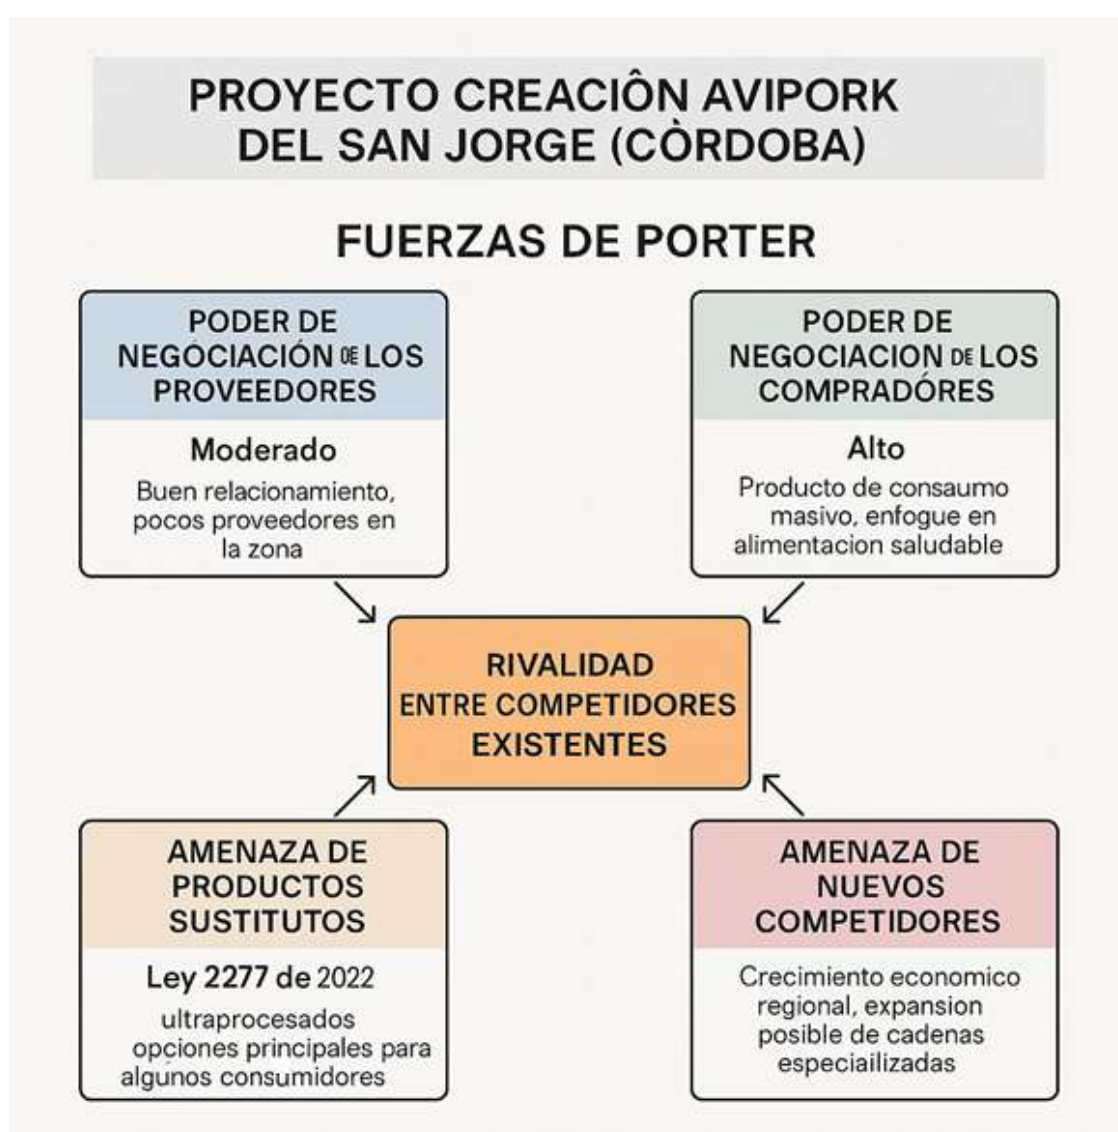 PROYECTO CREACIÔN AVIPORK
DEL SAN JORGE (CÒRDOBA)
FUERZAS DE PORTER
PODER DE
NEGÓCIACIÓN DE LOS
PROVEEDORES
Moderado
Buen relacionamiento,
pocos proveedores en
la zona
PODER DE
NEGOCIACION DE LOS
COMPRADÓRES
Alto
Producto de consaumo
masivo, enfogue en
alimentacion saludable
RIVALIDAD
ENTRE COMPETIDORES
EXISTENTES
AMENAZA DE
PRODUCTOS
SUSTITUTOS
Ley 2277 de 2022
ultraprocesados
opciones principales para
algunos consumidores
AMENAZA DE
NUEVOS
COMPETIDORES
Crecimiento economico
regional, expansion
posible de cadenas
especiailizadas